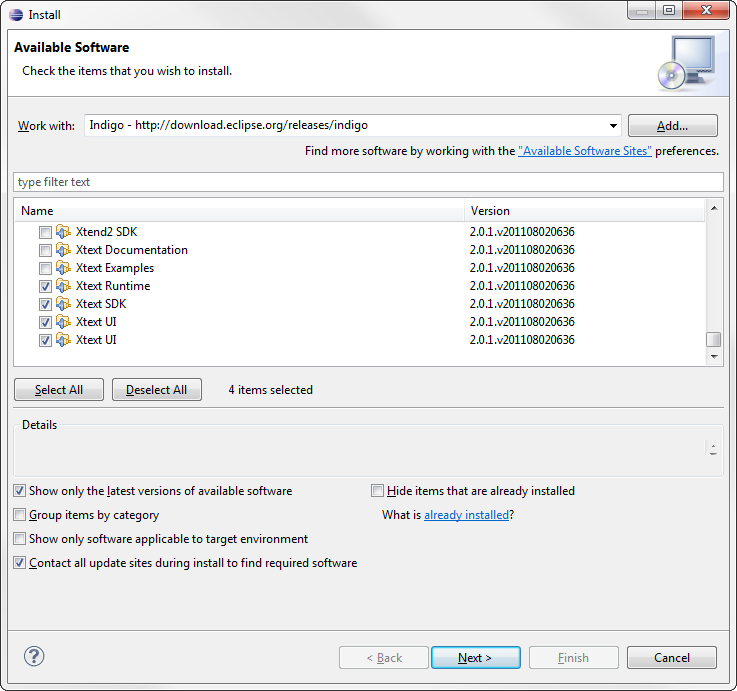 Install
Available Software
Check the items that you wish to install.
Work with: Indigo - http://download.eclipse.org/releases/indigo Add...
Find more software by working with the "Available Software Sites" preferences.
type filter text
Name Version
Xtend2 SDK 2.0.1.v201108020636
Xtext Documentation 2.0.1.v201108020636
Xtext Examples 2.0.1.v201108020636
Xtext Runtime 2.0.1.v201108020636
Xtext SDK 2.0.1.v201108020636
Xtext UI 2.0.1.v201108020636
Xtext UI 2.0.1.v201108020636
Select All Deselect All 4 items selected
Details
Show only the latest versions of available software Hide items that are already installed
Group items by category What is already installed?
Show only software applicable to target environment
Contact all update sites during install to find required software
? < Back Next > Finish Cancel